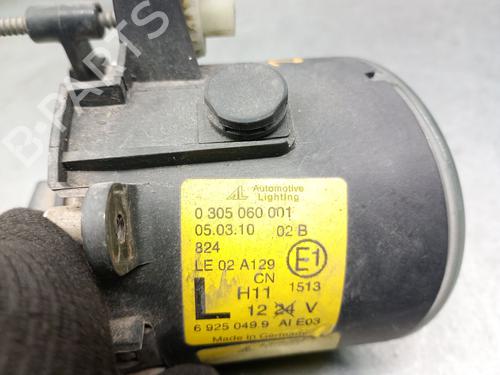 AL Automotive
Lighting
0 305 060 001
05.03.10 02 B
824
LE 02 A129 E1
CN
L H11 1513
12 24 V
6 925 049.9 AI E03
Made in Germany
B-PARTS